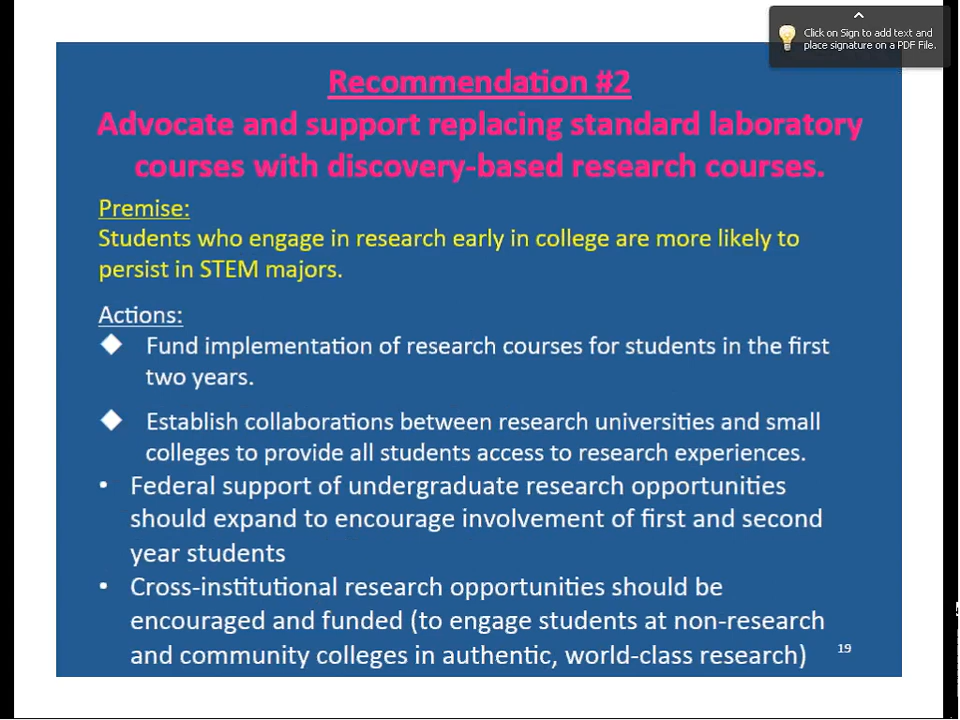 Click on Sign to add text and
place signature on a PDF File.
Recommendation #2
Advocate and support replacing standard laboratory
courses with discovery-based research courses.
Premise:
Students who engage in research early in college are more likely to
persist in STEM majors.
Actions:
◆ Fund implementation of research courses for students in the first
two years.
◆ Establish collaborations between research universities and small
colleges to provide all students access to research experiences.
• Federal support of undergraduate research opportunities
should expand to encourage involvement of first and second
year students
• Cross-institutional research opportunities should be
encouraged and funded (to engage students at non-research
and community colleges in authentic, world-class research)
19